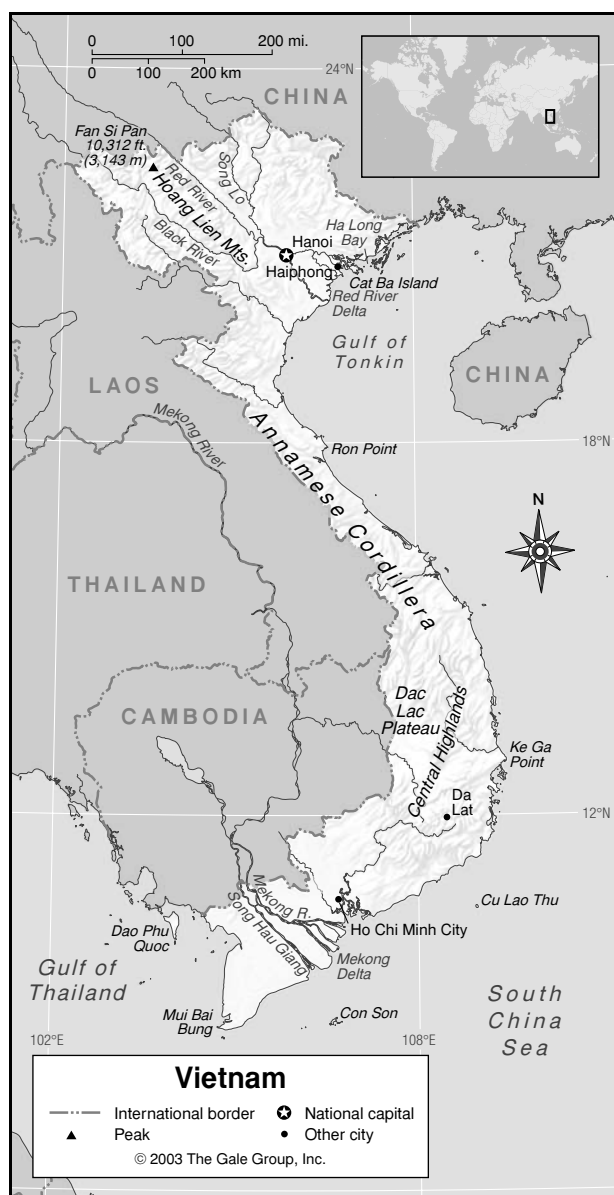 0 100 200 mi.
0 100 200 km
24°N
CHINA
Fan Si Pan
10,312 ft.
(3,143 m)
Red River
Song Lo
Hoang Lien Mts.
Black River
Hanoi
Ha Long
Bay
Haiphong
Cat Ba Island
Red River
Delta
Gulf of
Tonkin
CHINA
LAOS
Mekong River
Annamese Cordillera
Ron Point
18°N
N
THAILAND
CAMBODIA
Dac
Lac
Plateau
Central Highlands
Ke Ga
Point
Da
Lat
12°N
Mekong R.
Song Hau Giang
Cu Lao Thu
Ho Chi Minh City
Dao Phu
Quoc
Mekong
Delta
Gulf of
Thailand
Mui Bai
Bung
Con Son
South
China
Sea
102°E
108°E
Vietnam
International border
National capital
Peak
Other city
© 2003 The Gale Group, Inc.